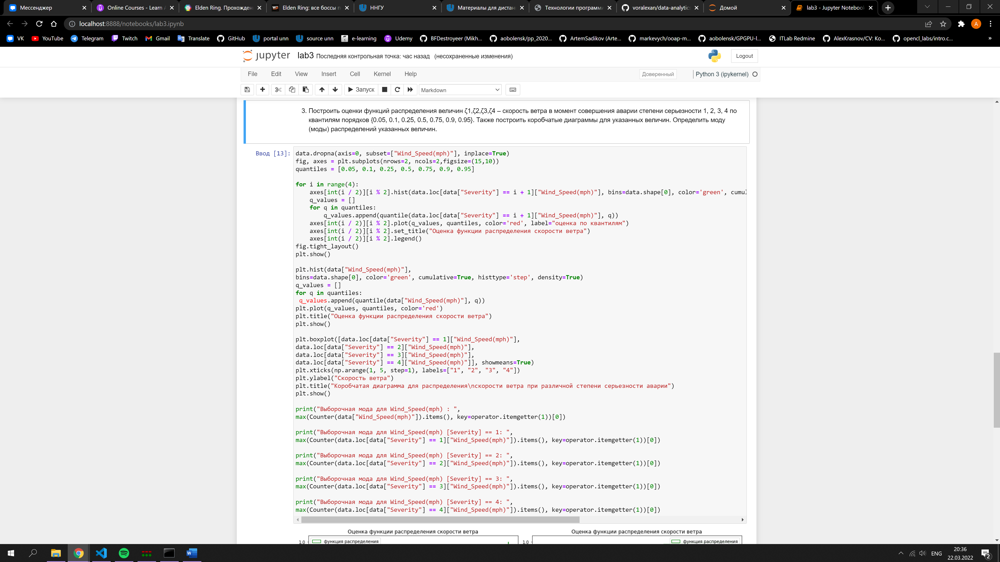 Мессенджер
Online Courses - Learn A
Elden Ring. Прохожден
Elden Ring: все боссы п
ННГУ
Материалы для дистан
Технологии программи
voralexan/data-analytics
Домой
lab3 - Jupyter Notebook
localhost:8888/notebooks/lab3.ipynb
A
VK
YouTube
Telegram
Twitch
Gmail
Translate
GitHub
portal unn
source unn
e-learning
Udemy
BFDestroyeer (Mikh...
aobolensk/pp_2020...
ArtemSadikov (Arte...
markevych/ooap-m...
aobolensk/GPGPU-l...
ITLab Redmine
AlexKrasnov/CV: Ко...
opencl_labs/intro.c...
»
jupyter lab3 Последняя контрольная точка: час назад (несохраненные изменения)
Logout
File Edit View Insert Cell Kernel Help
Доверенный
Python 3 (ipykernel)
Запуск
Markdown
3. Построить оценки функций распределения величин ζ1,ζ2,ζ3,ζ4 – скорость ветра в момент совершения аварии степени серьезности 1, 2, 3, 4 по
квантилям порядков {0.05, 0.1, 0.25, 0.5, 0.75, 0.9, 0.95}. Также построить коробчатые диаграммы для указанных величин. Определить моду
(моды) распределений указанных величин.
Ввод [13]:
data.dropna(axis=0, subset=["Wind_Speed(mph)"], inplace=True)
fig, axes = plt.subplots(nrows=2, ncols=2,figsize=(15,10))
quantiles = [0.05, 0.1, 0.25, 0.5, 0.75, 0.9, 0.95]
for i in range(4):
    axes[int(i / 2)][i % 2].hist(data.loc[data["Severity"] == i + 1]["Wind_Speed(mph)"], bins=data.shape[0], color='green', cumul
    q_values = []
    for q in quantiles:
        q_values.append(quantile(data.loc[data["Severity"] == i + 1]["Wind_Speed(mph)"], q))
    axes[int(i / 2)][i % 2].plot(q_values, quantiles, color='red', label="оценка по квантилям")
    axes[int(i / 2)][i % 2].set_title("Оценка функции распределения скорости ветра")
    axes[int(i / 2)][i % 2].legend()
fig.tight_layout()
plt.show()
plt.hist(data["Wind_Speed(mph)"],
bins=data.shape[0], color='green', cumulative=True, histtype='step', density=True)
q_values = []
for q in quantiles:
 q_values.append(quantile(data["Wind_Speed(mph)"], q))
plt.plot(q_values, quantiles, color='red')
plt.title("Оценка функции распределения скорости ветра")
plt.show()
plt.boxplot([data.loc[data["Severity"] == 1]["Wind_Speed(mph)"],
data.loc[data["Severity"] == 2]["Wind_Speed(mph)"],
data.loc[data["Severity"] == 3]["Wind_Speed(mph)"],
data.loc[data["Severity"] == 4]["Wind_Speed(mph)"]], showmeans=True)
plt.xticks(np.arange(1, 5, step=1), labels=["1", "2", "3", "4"])
plt.ylabel("Скорость ветра")
plt.title("Коробчатая диаграмма для распределения\nскорости ветра при различной степени серьезности аварии")
plt.show()
print("Выборочная мода для Wind_Speed(mph) : ",
max(Counter(data["Wind_Speed(mph)"]).items(), key=operator.itemgetter(1))[0])
print("Выборочная мода для Wind_Speed(mph) [Severity] == 1: ",
max(Counter(data.loc[data["Severity"] == 1]["Wind_Speed(mph)"]).items(), key=operator.itemgetter(1))[0])
print("Выборочная мода для Wind_Speed(mph) [Severity] == 2: ",
max(Counter(data.loc[data["Severity"] == 2]["Wind_Speed(mph)"]).items(), key=operator.itemgetter(1))[0])
print("Выборочная мода для Wind_Speed(mph) [Severity] == 3: ",
max(Counter(data.loc[data["Severity"] == 3]["Wind_Speed(mph)"]).items(), key=operator.itemgetter(1))[0])
print("Выборочная мода для Wind_Speed(mph) [Severity] == 4: ",
max(Counter(data.loc[data["Severity"] == 4]["Wind_Speed(mph)"]).items(), key=operator.itemgetter(1))[0])
Оценка функции распределения скорости ветра
1.0
функция распределения
Оценка функции распределения скорости ветра
1.0
функция распределения
ENG
20:36
22.03.2022
2